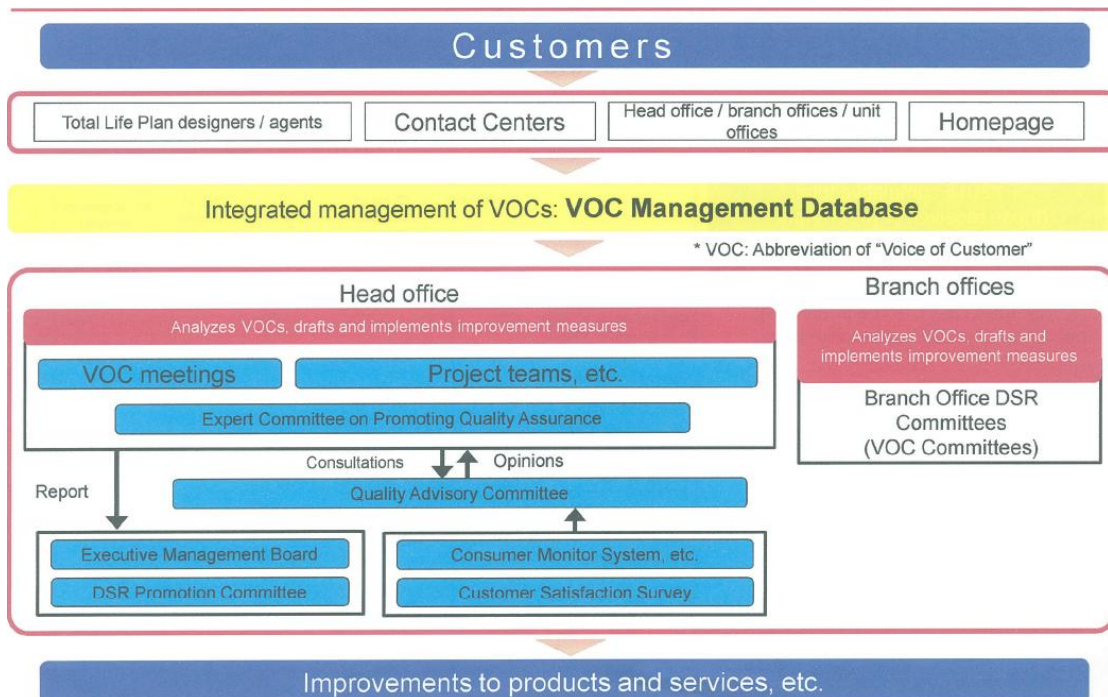 Customers
Total Life Plan designers / agents
Contact Centers
Head office / branch offices / unit
offices
Homepage
Integrated management of VOCs: VOC Management Database
* VOC: Abbreviation of "Voice of Customer"
Head office
Analyzes VOCs, drafts and implements improvement measures
VOC meetings
Project teams, etc.
Expert Committee on Promoting Quality Assurance
Report
Consultations
Opinions
Quality Advisory Committee
Executive Management Board
DSR Promotion Committee
Consumer Monitor System, etc.
Customer Satisfaction Survey
Branch offices
Analyzes VOCs, drafts and
implements improvement measures
Branch Office DSR
Committees
(VOC Committees)
Improvements to products and services, etc.